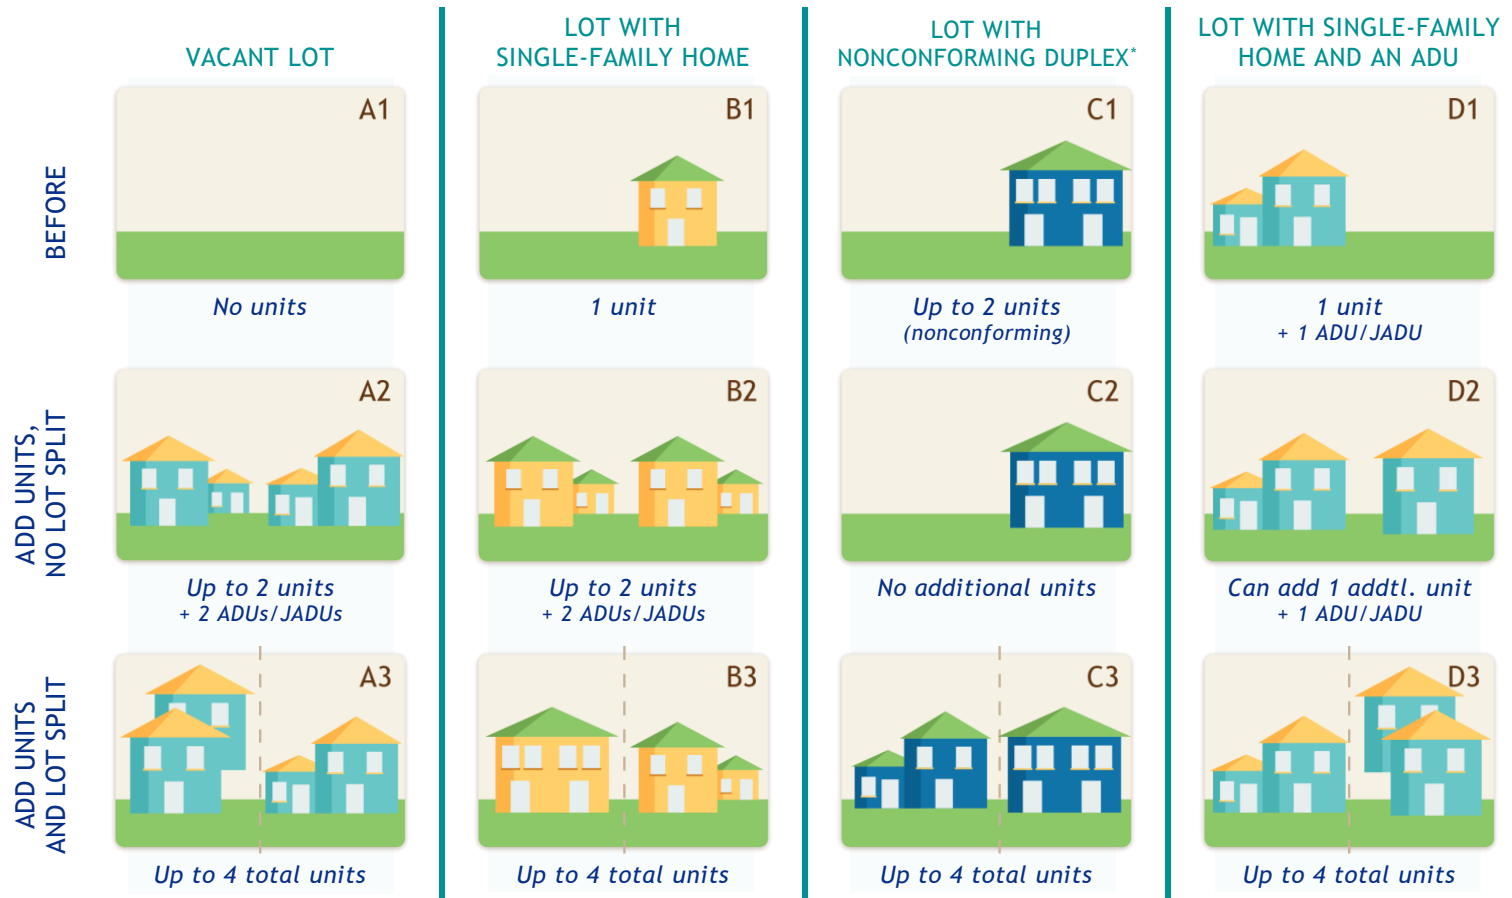 VACANT LOT
LOT WITH
SINGLE-FAMILY HOME
LOT WITH
NONCONFORMING DUPLEX*
LOT WITH SINGLE-FAMILY
HOME AND AN ADU
BEFORE
A1
B1
C1
D1
No units
1 unit
Up to 2 units
(nonconforming)
1 unit
+ 1 ADU/JADU
ADD UNITS,
NO LOT SPLIT
A2
B2
C2
D2
Up to 2 units
+ 2 ADUs/JADUs
Up to 2 units
+ 2 ADUs/JADUs
No additional units
Can add 1 addtl. unit
+ 1 ADU/JADU
ADD UNITS
AND LOT SPLIT
A3
B3
C3
D3
Up to 4 total units
Up to 4 total units
Up to 4 total units
Up to 4 total units